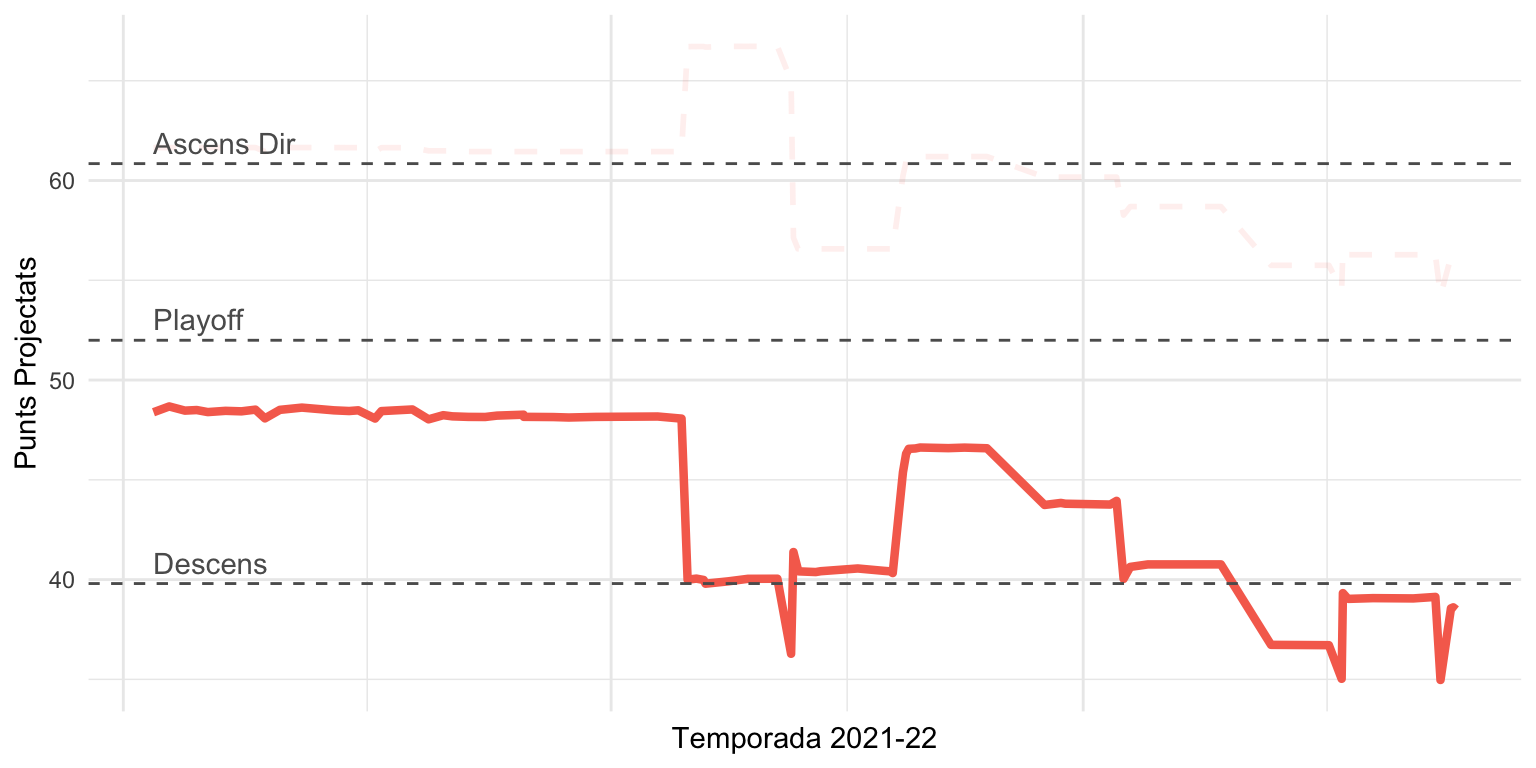 Ascens Dir
60
Playoff
50
Descens
40
Punts Projectats
Temporada 2021-22